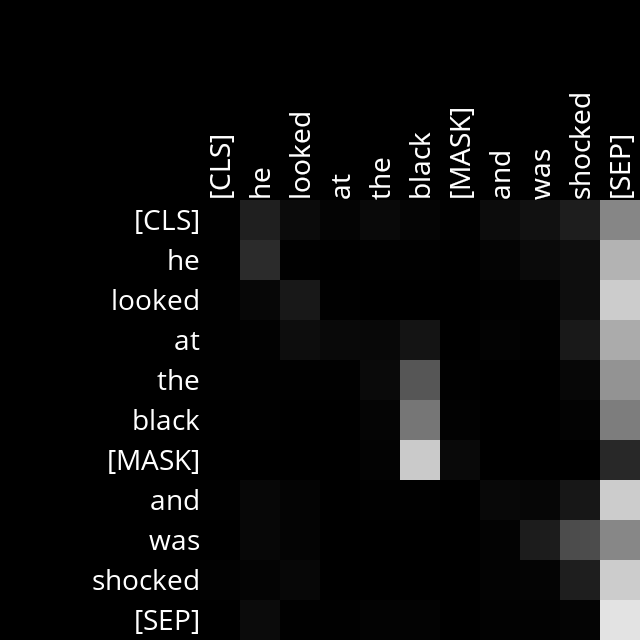 [CLS] he looked at the black [MASK] and was shocked [SEP]
[CLS]
he
looked
at
the
black
[MASK]
and
was
shocked
[SEP]